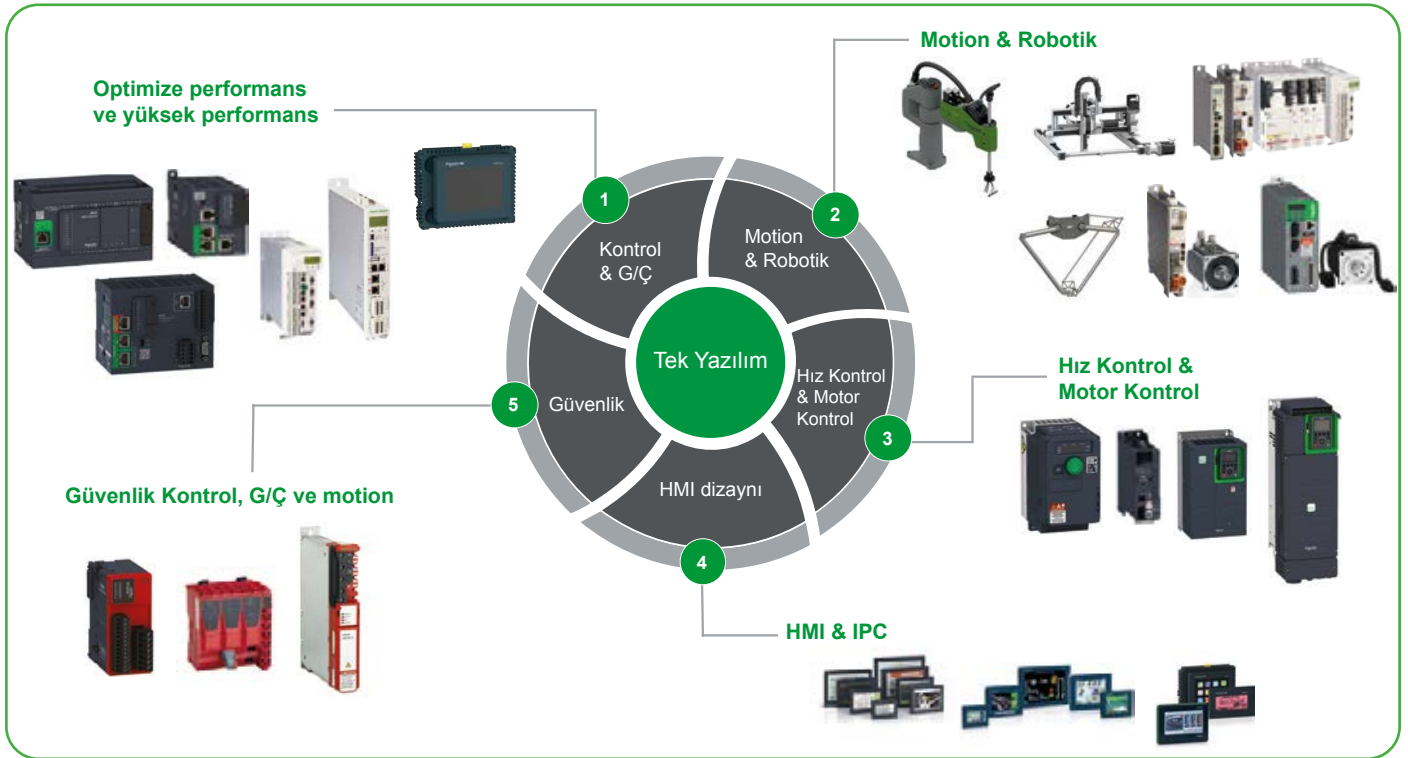 Motion & Robotik
Optimize performans
ve yüksek performans
1
2
Kontrol
& G/Ç
Motion
& Robotik
Tek Yazılım
Hız Kontrol
& Motor
Kontrol
Hız Kontrol &
Motor Kontrol
5
Güvenlik
3
HMI dizaynı
Güvenlik Kontrol, G/Ç ve motion
4
HMI & IPC